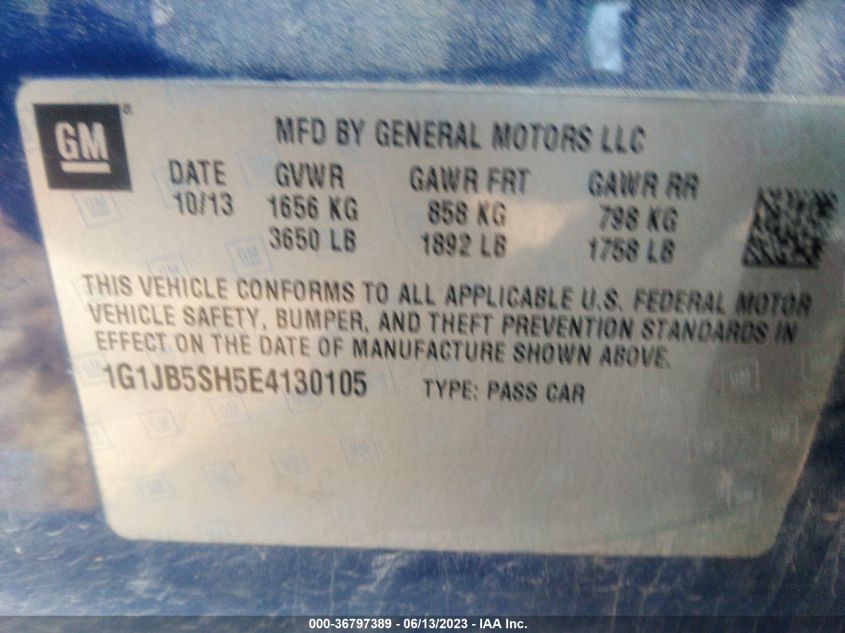 GM
MFD BY GENERAL MOTORS LLC
DATE GVWR GAWR FRT GAWR RR
10/13 1656 KG 858 KG 798 KG
3650 LB 1892 LB 1758 LB
THIS VEHICLE CONFORMS TO ALL APPLICABLE U.S. FEDERAL MOTOR
VEHICLE SAFETY, BUMPER, AND THEFT PREVENTION STANDARDS IN
EFFECT ON THE DATE OF MANUFACTURE SHOWN ABOVE.
1G1JB5SH5E4130105 TYPE: PASS CAR
000-36797389 - 06/13/2023 - IAA Inc.